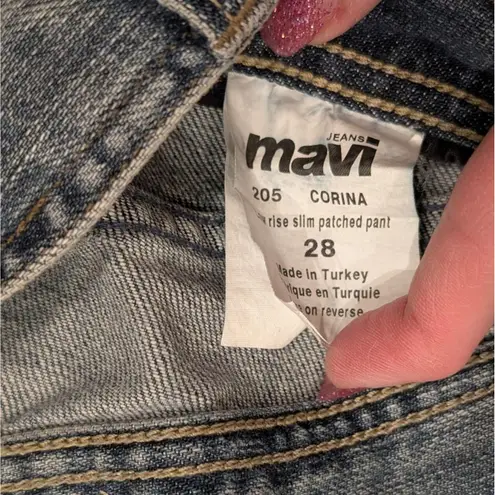 JEANS
mavi
205 CORINA
rise slim patched pant
28
Made in Turkey
en Turquie
on reverse